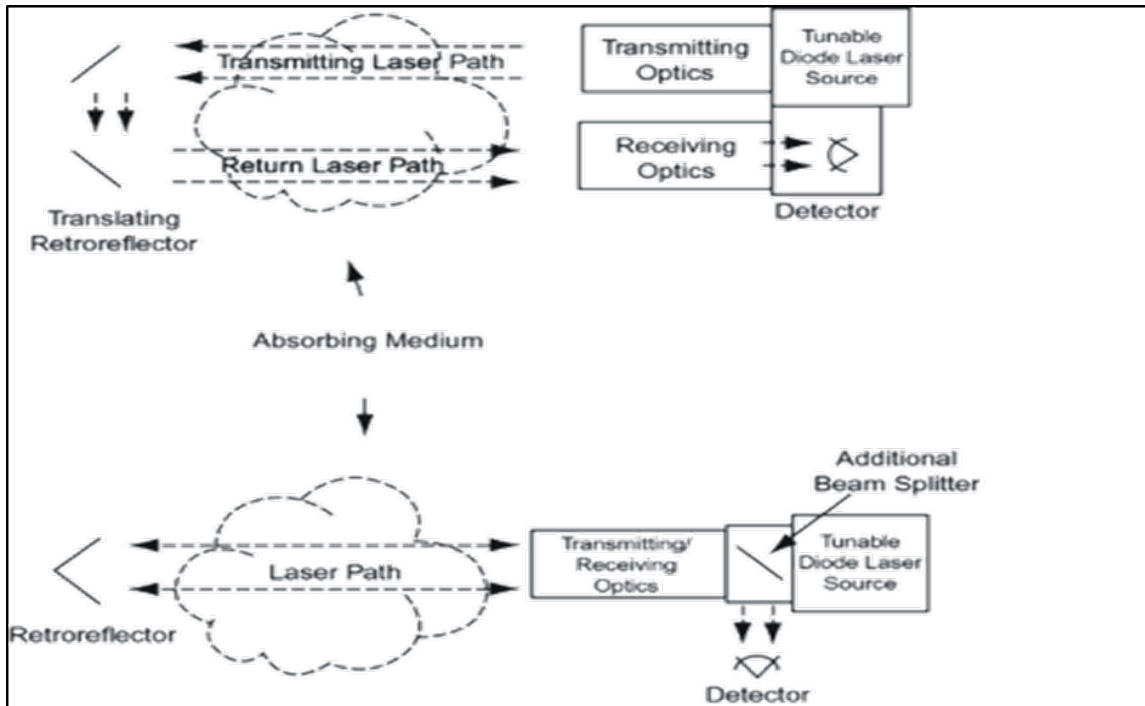 Transmitting Laser Path
Transmitting
Optics
Tunable
Diode Laser
Source
Return Laser Path
Receiving
Optics
Detector
Translating
Retroreflector
Absorbing Medium
Additional
Beam Splitter
Laser Path
Transmitting/
Receiving
Optics
Tunable
Diode Laser
Source
Retroreflector
Detector